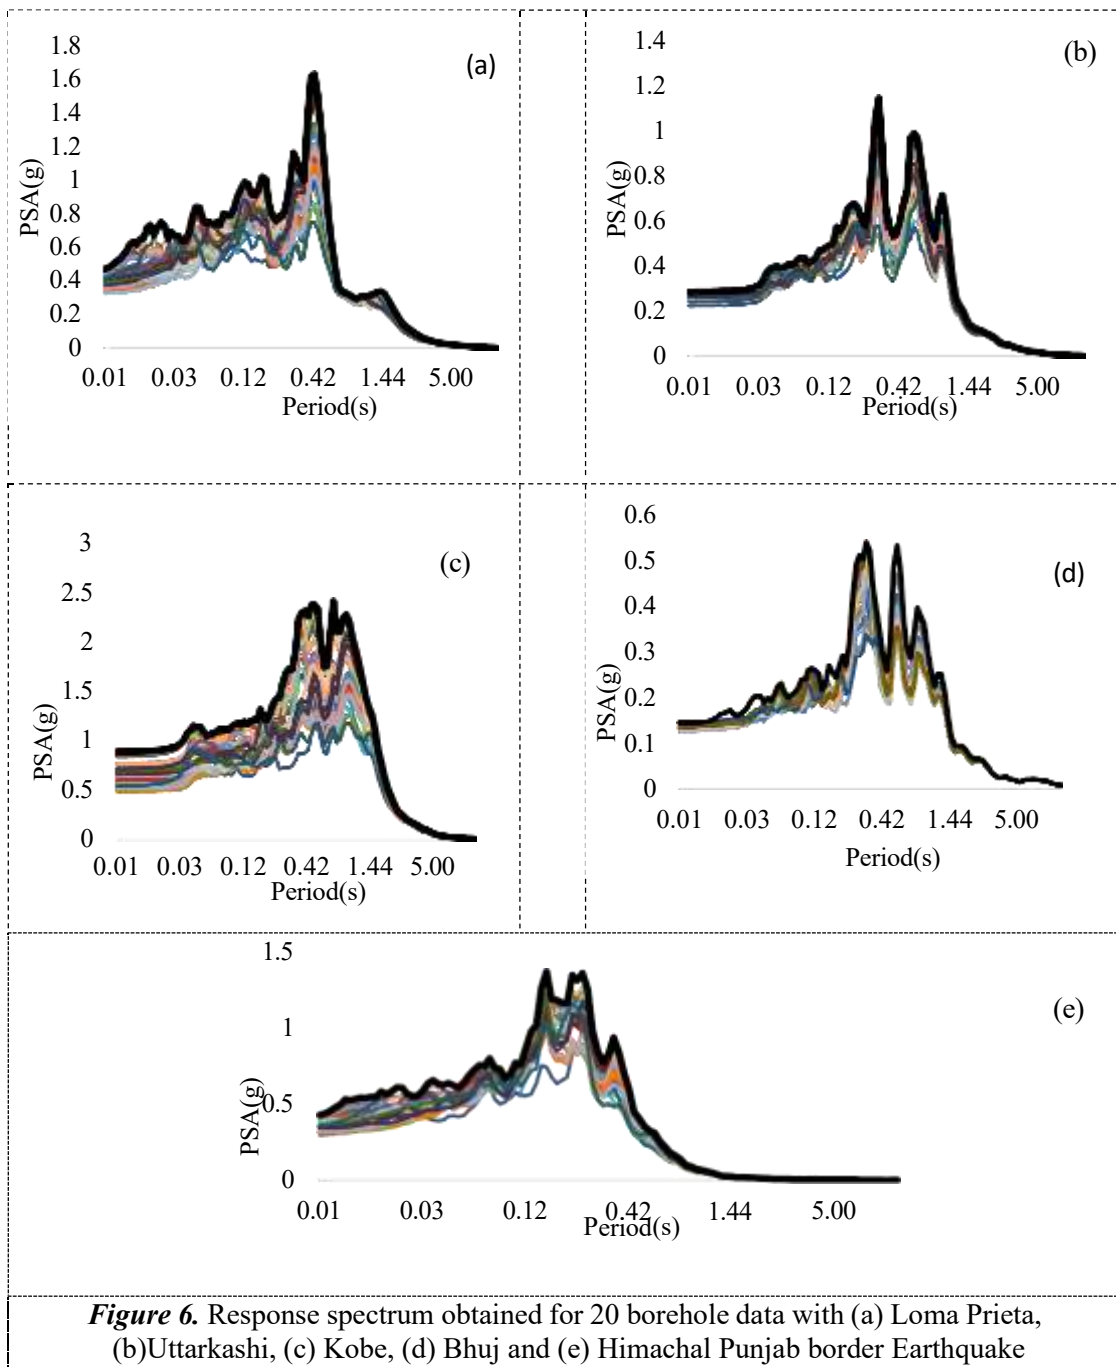 (a)
1.8
1.6
1.4
1.2
1
0.8
0.6
0.4
0.2
0
PSA(g)
0.01 0.03 0.12 0.42 1.44 5.00
Period(s)
(b)
1.4
1.2
1
0.8
0.6
0.4
0.2
0
PSA(g)
0.01 0.03 0.12 0.42 1.44 5.00
Period(s)
(c)
3
2.5
2
1.5
1
0.5
0
PSA(g)
0.01 0.03 0.12 0.42 1.44 5.00
Period(s)
(d)
0.6
0.5
0.4
0.3
0.2
0.1
0
PSA(g)
0.01 0.03 0.12 0.42 1.44 5.00
Period(s)
(e)
1.5
1
0.5
0
PSA(g)
0.01 0.03 0.12 0.42 1.44 5.00
Period(s)
Figure 6. Response spectrum obtained for 20 borehole data with (a) Loma Prieta,
(b)Uttarkashi, (c) Kobe, (d) Bhuj and (e) Himachal Punjab border Earthquake